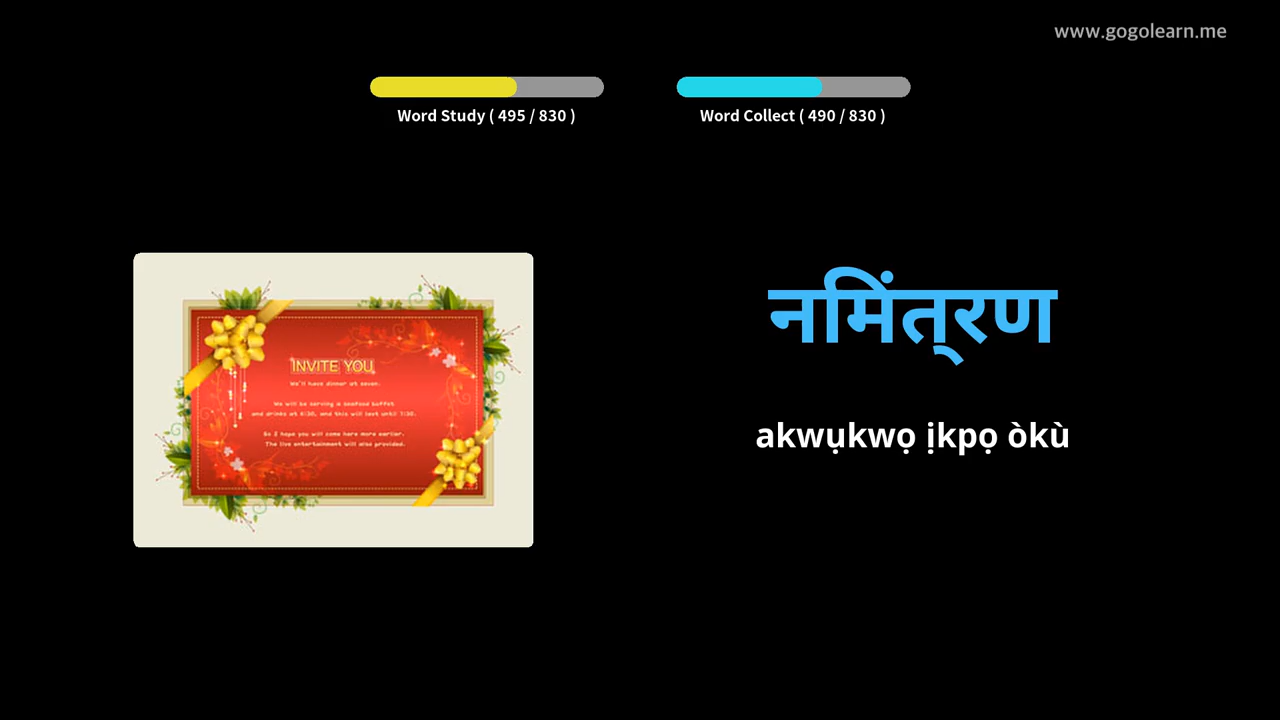 www.gogolearn.me
Word Study ( 495 / 830 )
Word Collect ( 490 / 830 )
INVITE YOU
We'll have dinner at seven.
We will be serving a seafood buffet
and drinks at 6:30, and this will last until 7:30.
So I hope you will come here more earlier.
The live entertainment will also provided.
नमिंत्‌रण
akwụkwọ ịkpọ òkù